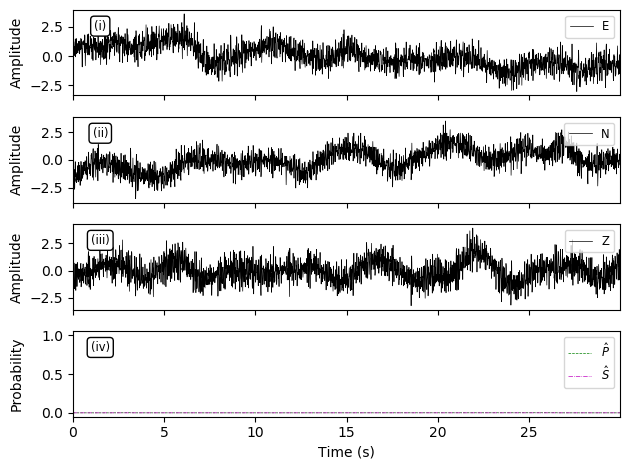 (i)
E
2.5
0.0
−2.5
Amplitude
(ii)
N
2.5
0.0
−2.5
Amplitude
(iii)
Z
2.5
0.0
−2.5
Amplitude
(iv)
P̂
Ŝ
1.0
0.5
0.0
Probability
0 5 10 15 20 25
Time (s)